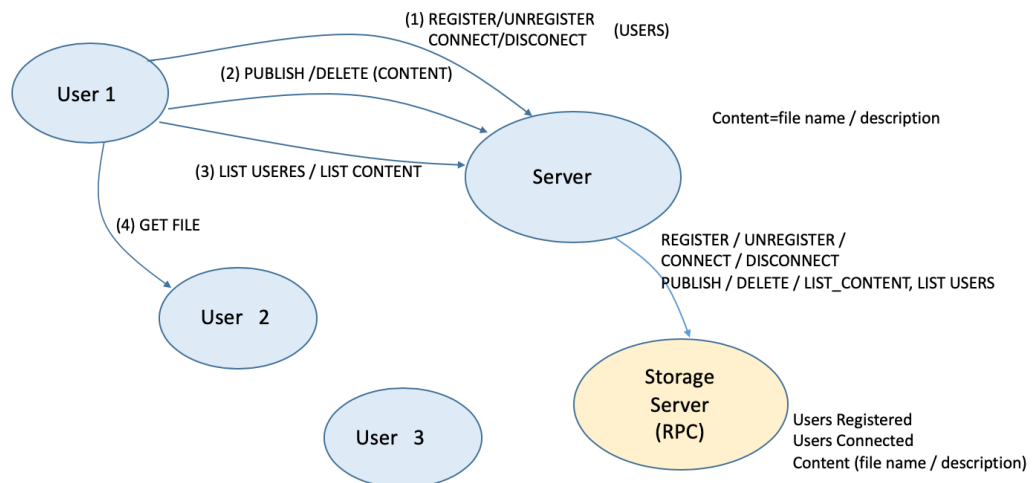 (1) REGISTER/UNREGISTER
CONNECT/DISCONECT
(USERS)
User 1
(2) PUBLISH /DELETE (CONTENT)
Content=file name / description
(3) LIST USERES / LIST CONTENT
Server
(4) GET FILE
REGISTER / UNREGISTER /
CONNECT / DISCONNECT
PUBLISH / DELETE / LIST_CONTENT, LIST USERS
User 2
Storage
Server
(RPC)
Users Registered
Users Connected
Content (file name / description)
User 3